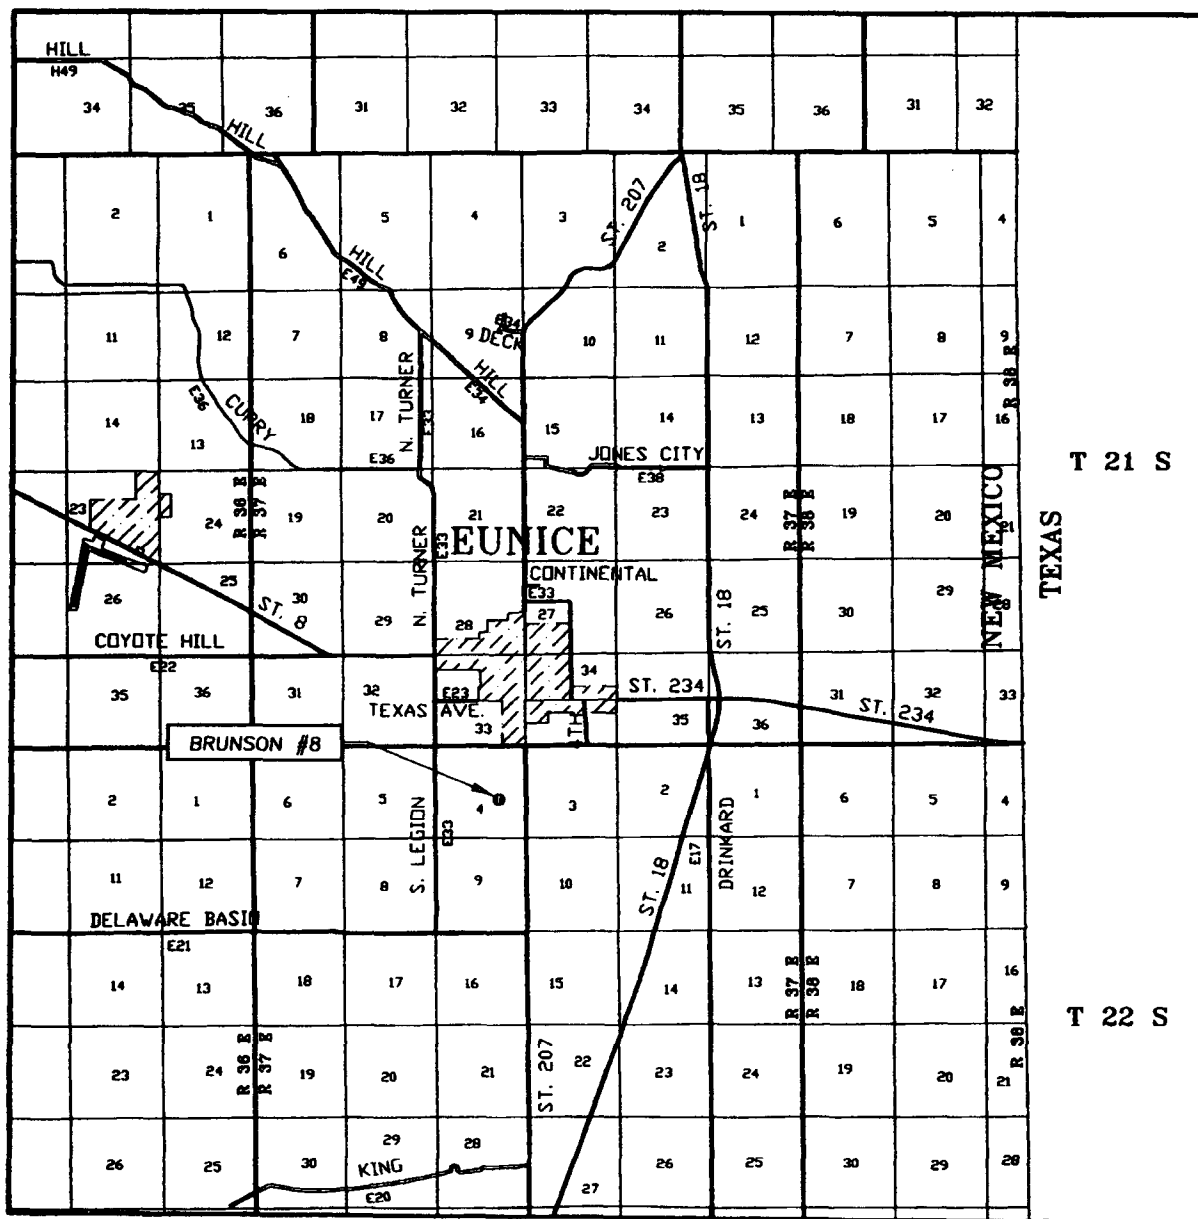 HILL
H49
34 35 36 31 32 33 34 35 36 31 32
HILL
2 1 5 4 3 ST. 207 ST. 18 1 6 5 4
6 HILL 2
E49
11 12 7 8 9 DECK E34 10 11 12 7 8 9
R 38 E
E36 CURRY N. TURNER HILL
E34
14 13 18 17 E33 16 15 14 13 18 17 16
E36 JONES CITY
E38
T 21 S
23 24 R 36 E R 37 E 19 20 21 22 23 24 R 37 E R 38 E 19 20 21
EUNICE
NEW MEXICO
TEXAS
N. TURNER E33 CONTINENTAL
E33
26 25 30 29 28 27 26 25 30 29 28
ST. 8 ST. 18
COYOTE HILL
E22
35 36 31 32 E23 34 ST. 234 31 32 33
TEXAS AVE. 33 4TH 35 36 ST. 234
BRUNSON #8
2 1 6 5 4 3 2 1 6 5 4
S. LEGION E33 DRINKARD
E17
11 12 7 8 9 10 ST. 18 11 12 7 8 9
DELAWARE BASIN
E21
14 13 18 17 16 15 14 13 R 37 E R 38 E 18 17 16
T 22 S
R 38 E
23 24 R 36 E R 37 E 19 20 21 ST. 207 22 23 24 19 20 21
26 25 30 29 28 27 26 25 30 29 28
KING
E20